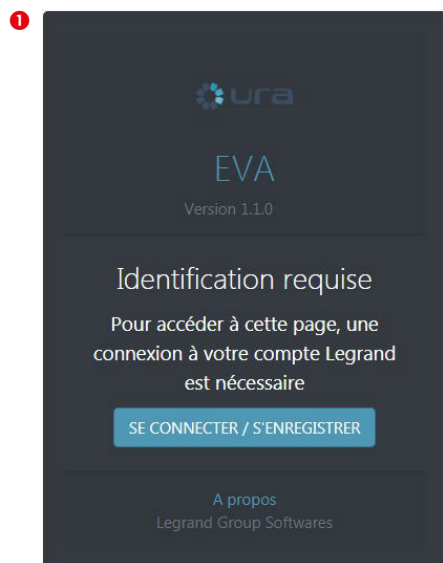 1
ura
EVA
Version 1.1.0
Identification requise
Pour accéder à cette page, une
connexion à votre compte Legrand
est nécessaire
SE CONNECTER / S'ENREGISTRER
A propos
Legrand Group Softwares